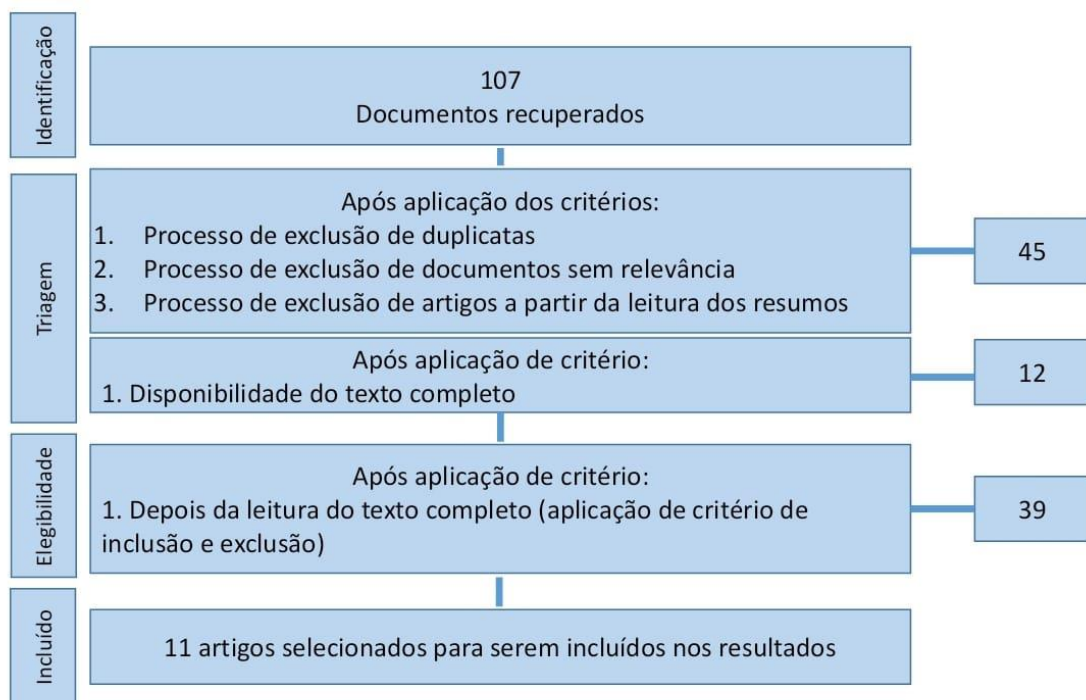 Identificação
107
Documentos recuperados
Triagem
Após aplicação dos critérios:
1. Processo de exclusão de duplicatas
2. Processo de exclusão de documentos sem relevância
3. Processo de exclusão de artigos a partir da leitura dos resumos
45
Após aplicação de critério:
1. Disponibilidade do texto completo
12
Elegibilidade
Após aplicação de critério:
1. Depois da leitura do texto completo (aplicação de critério de
inclusão e exclusão)
39
Incluído
11 artigos selecionados para serem incluídos nos resultados